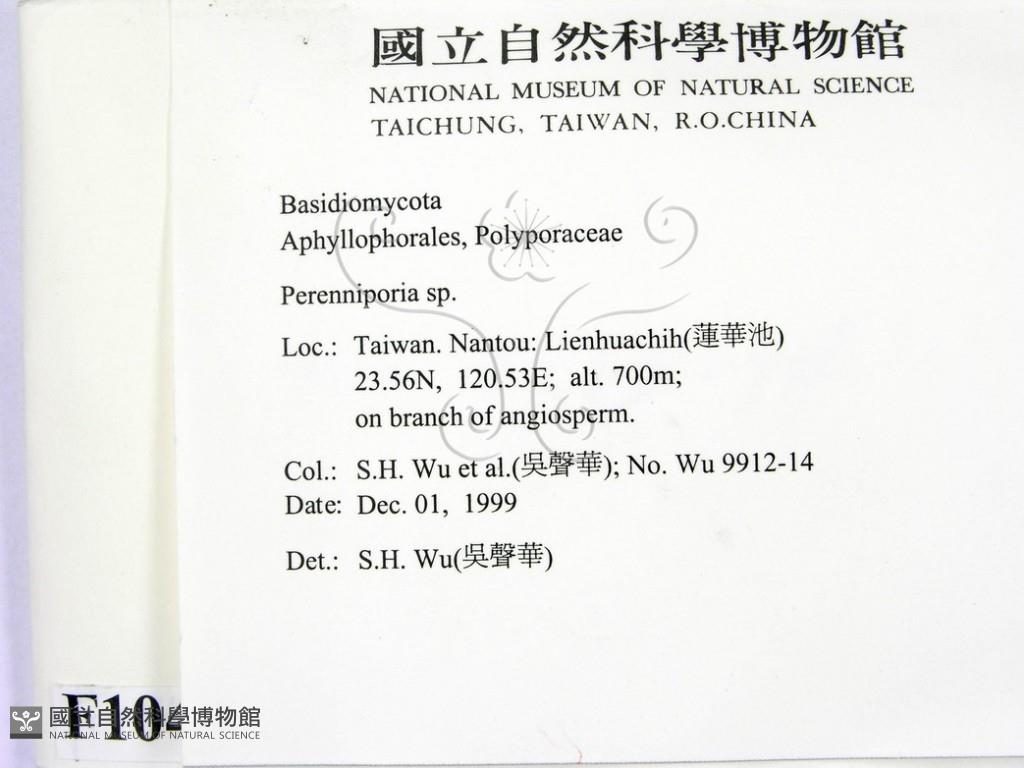 國立自然科學博物館
NATIONAL MUSEUM OF NATURAL SCIENCE
TAICHUNG, TAIWAN, R.O.CHINA
Basidiomycota
Aphyllophorales, Polyporaceae
Perenniporia sp.
Loc.: Taiwan. Nantou: Lienhuachih(蓮華池)
23.56N, 120.53E; alt. 700m;
on branch of angiosperm.
Col.: S.H. Wu et al.(吳聲華); No. Wu 9912-14
Date: Dec. 01, 1999
Det.: S.H. Wu(吳聲華)
國立自然科學博物館
NATIONAL MUSEUM OF NATURAL SCIENCE